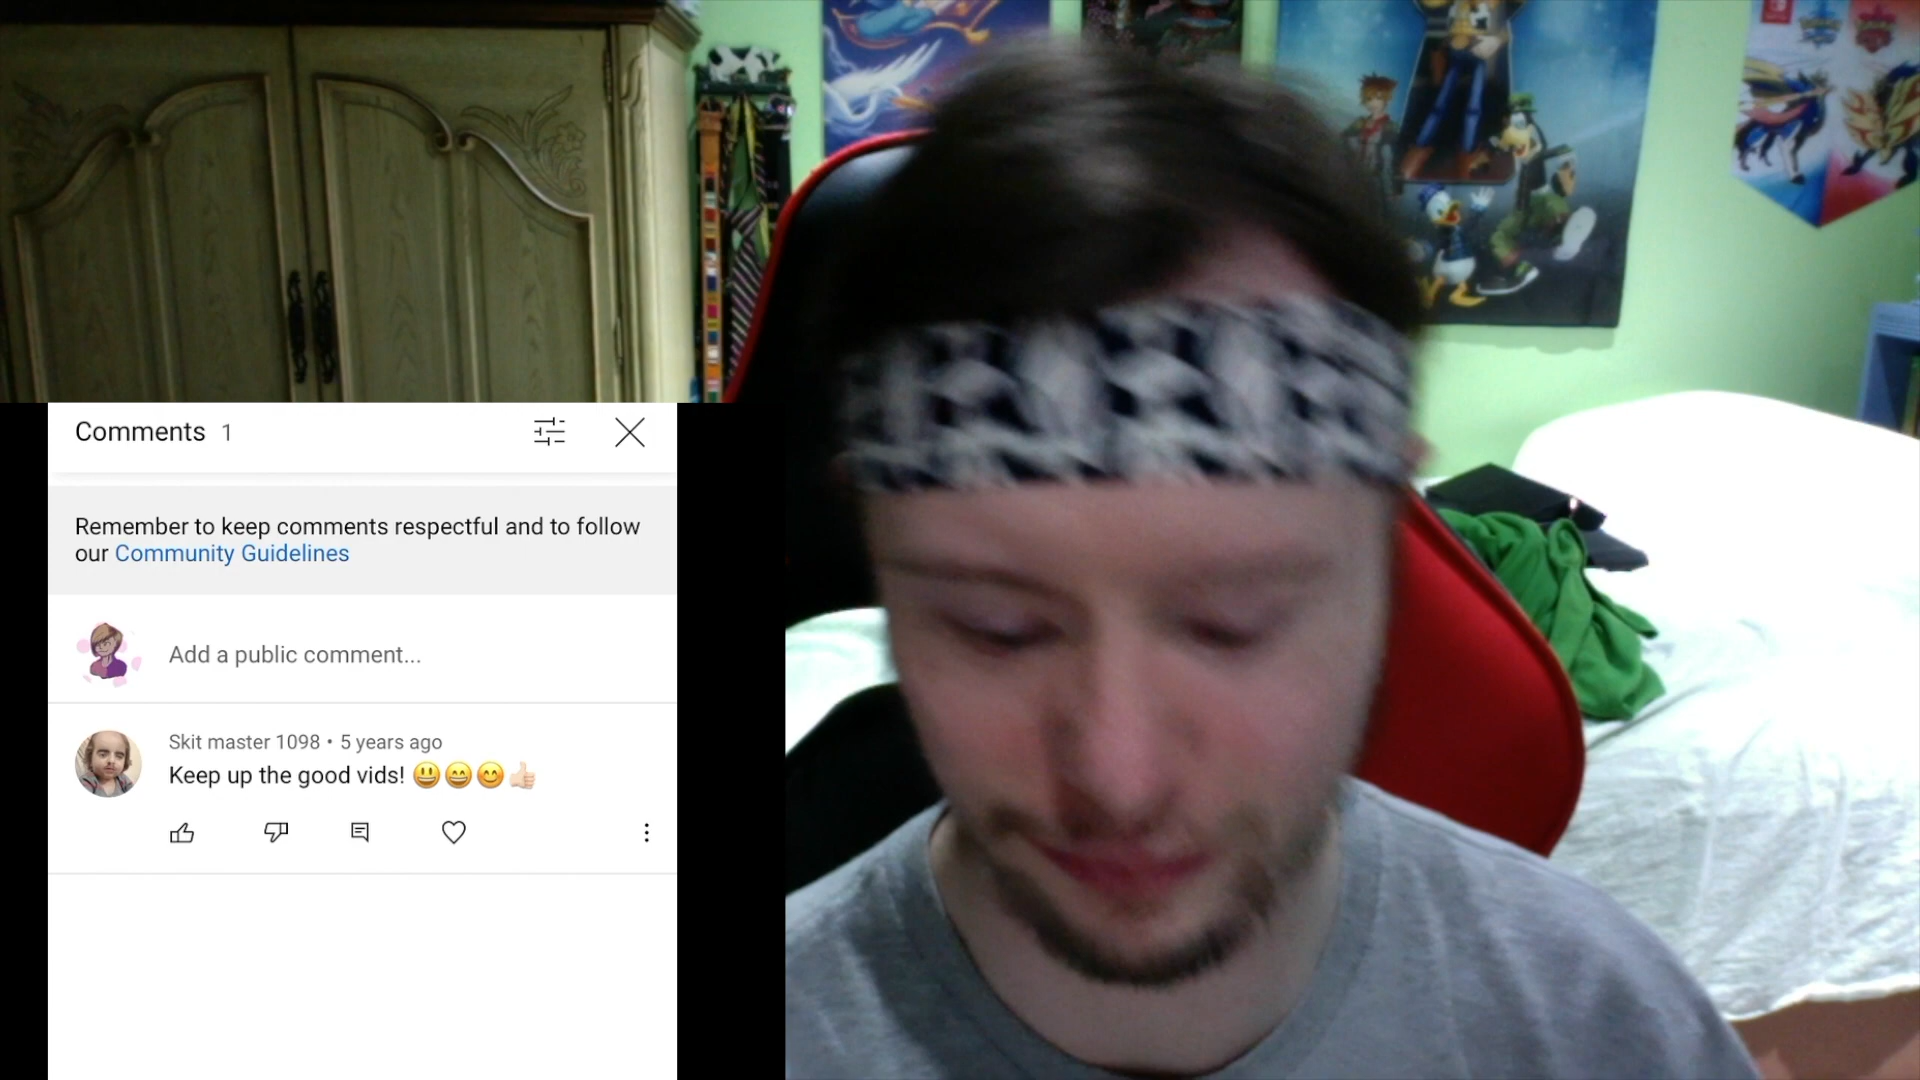 Comments 1
Remember to keep comments respectful and to follow
our Community Guidelines
Add a public comment...
Skit master 1098 • 5 years ago
Keep up the good vids! 😃😄😊👍🏻